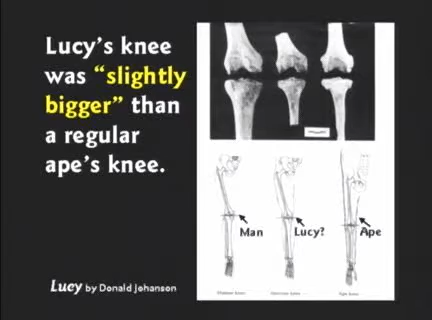 Lucy's knee
was “slightly
bigger” than
a regular
ape's knee.
Man
Lucy?
Ape
Lucy by Donald Johanson